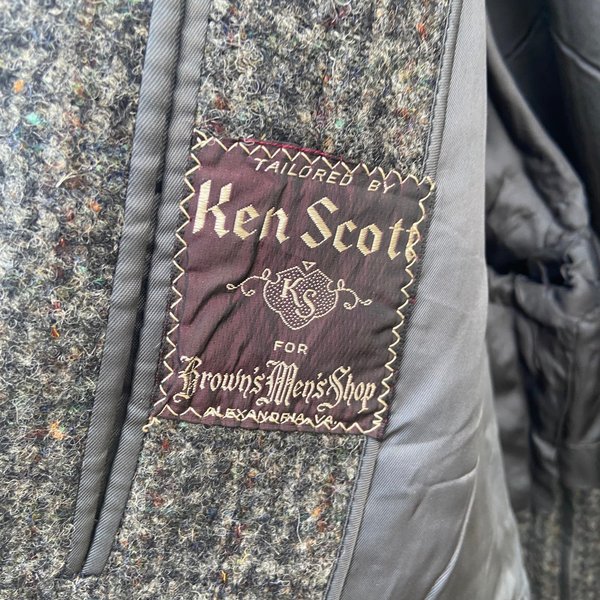 TAILORED BY
Ken Scott
KS
FOR
Brown's Men's Shop
ALEXANDRIA VA.